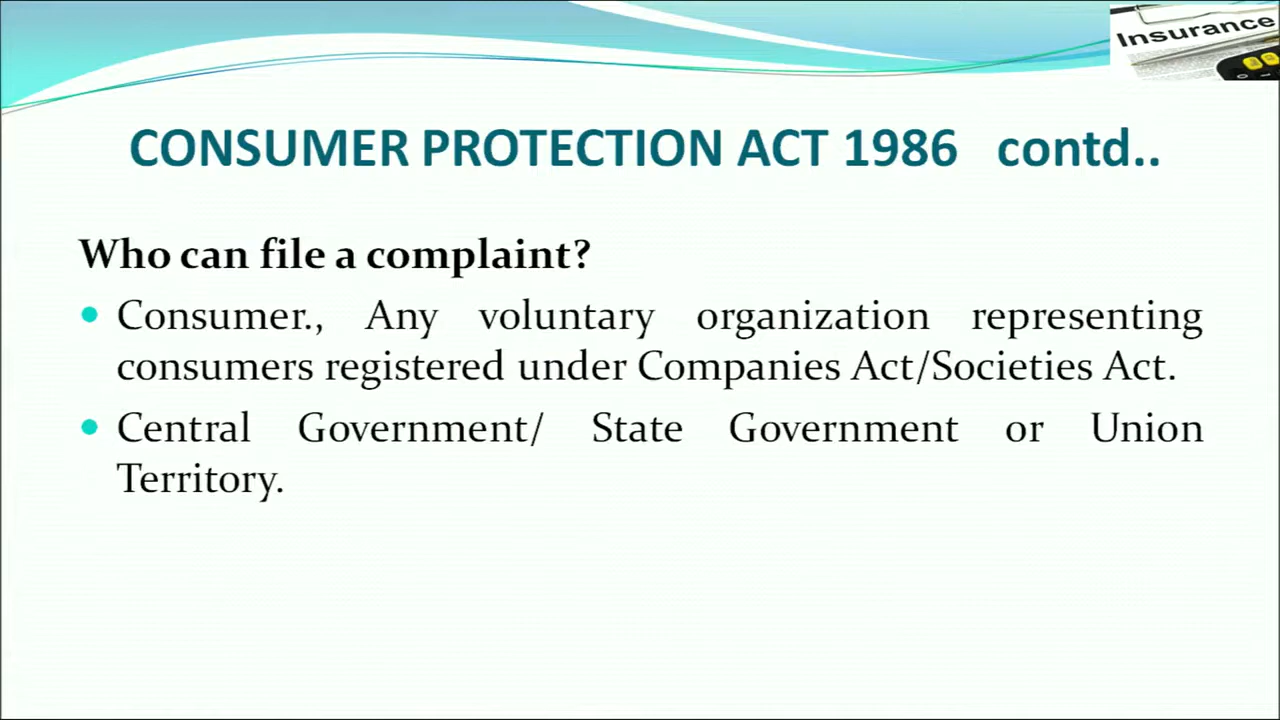 Insurance
CONSUMER PROTECTION ACT 1986 contd..
Who can file a complaint?
Consumer., Any voluntary organization representing
consumers registered under Companies Act/Societies Act.
Central Government/ State Government or Union
Territory.